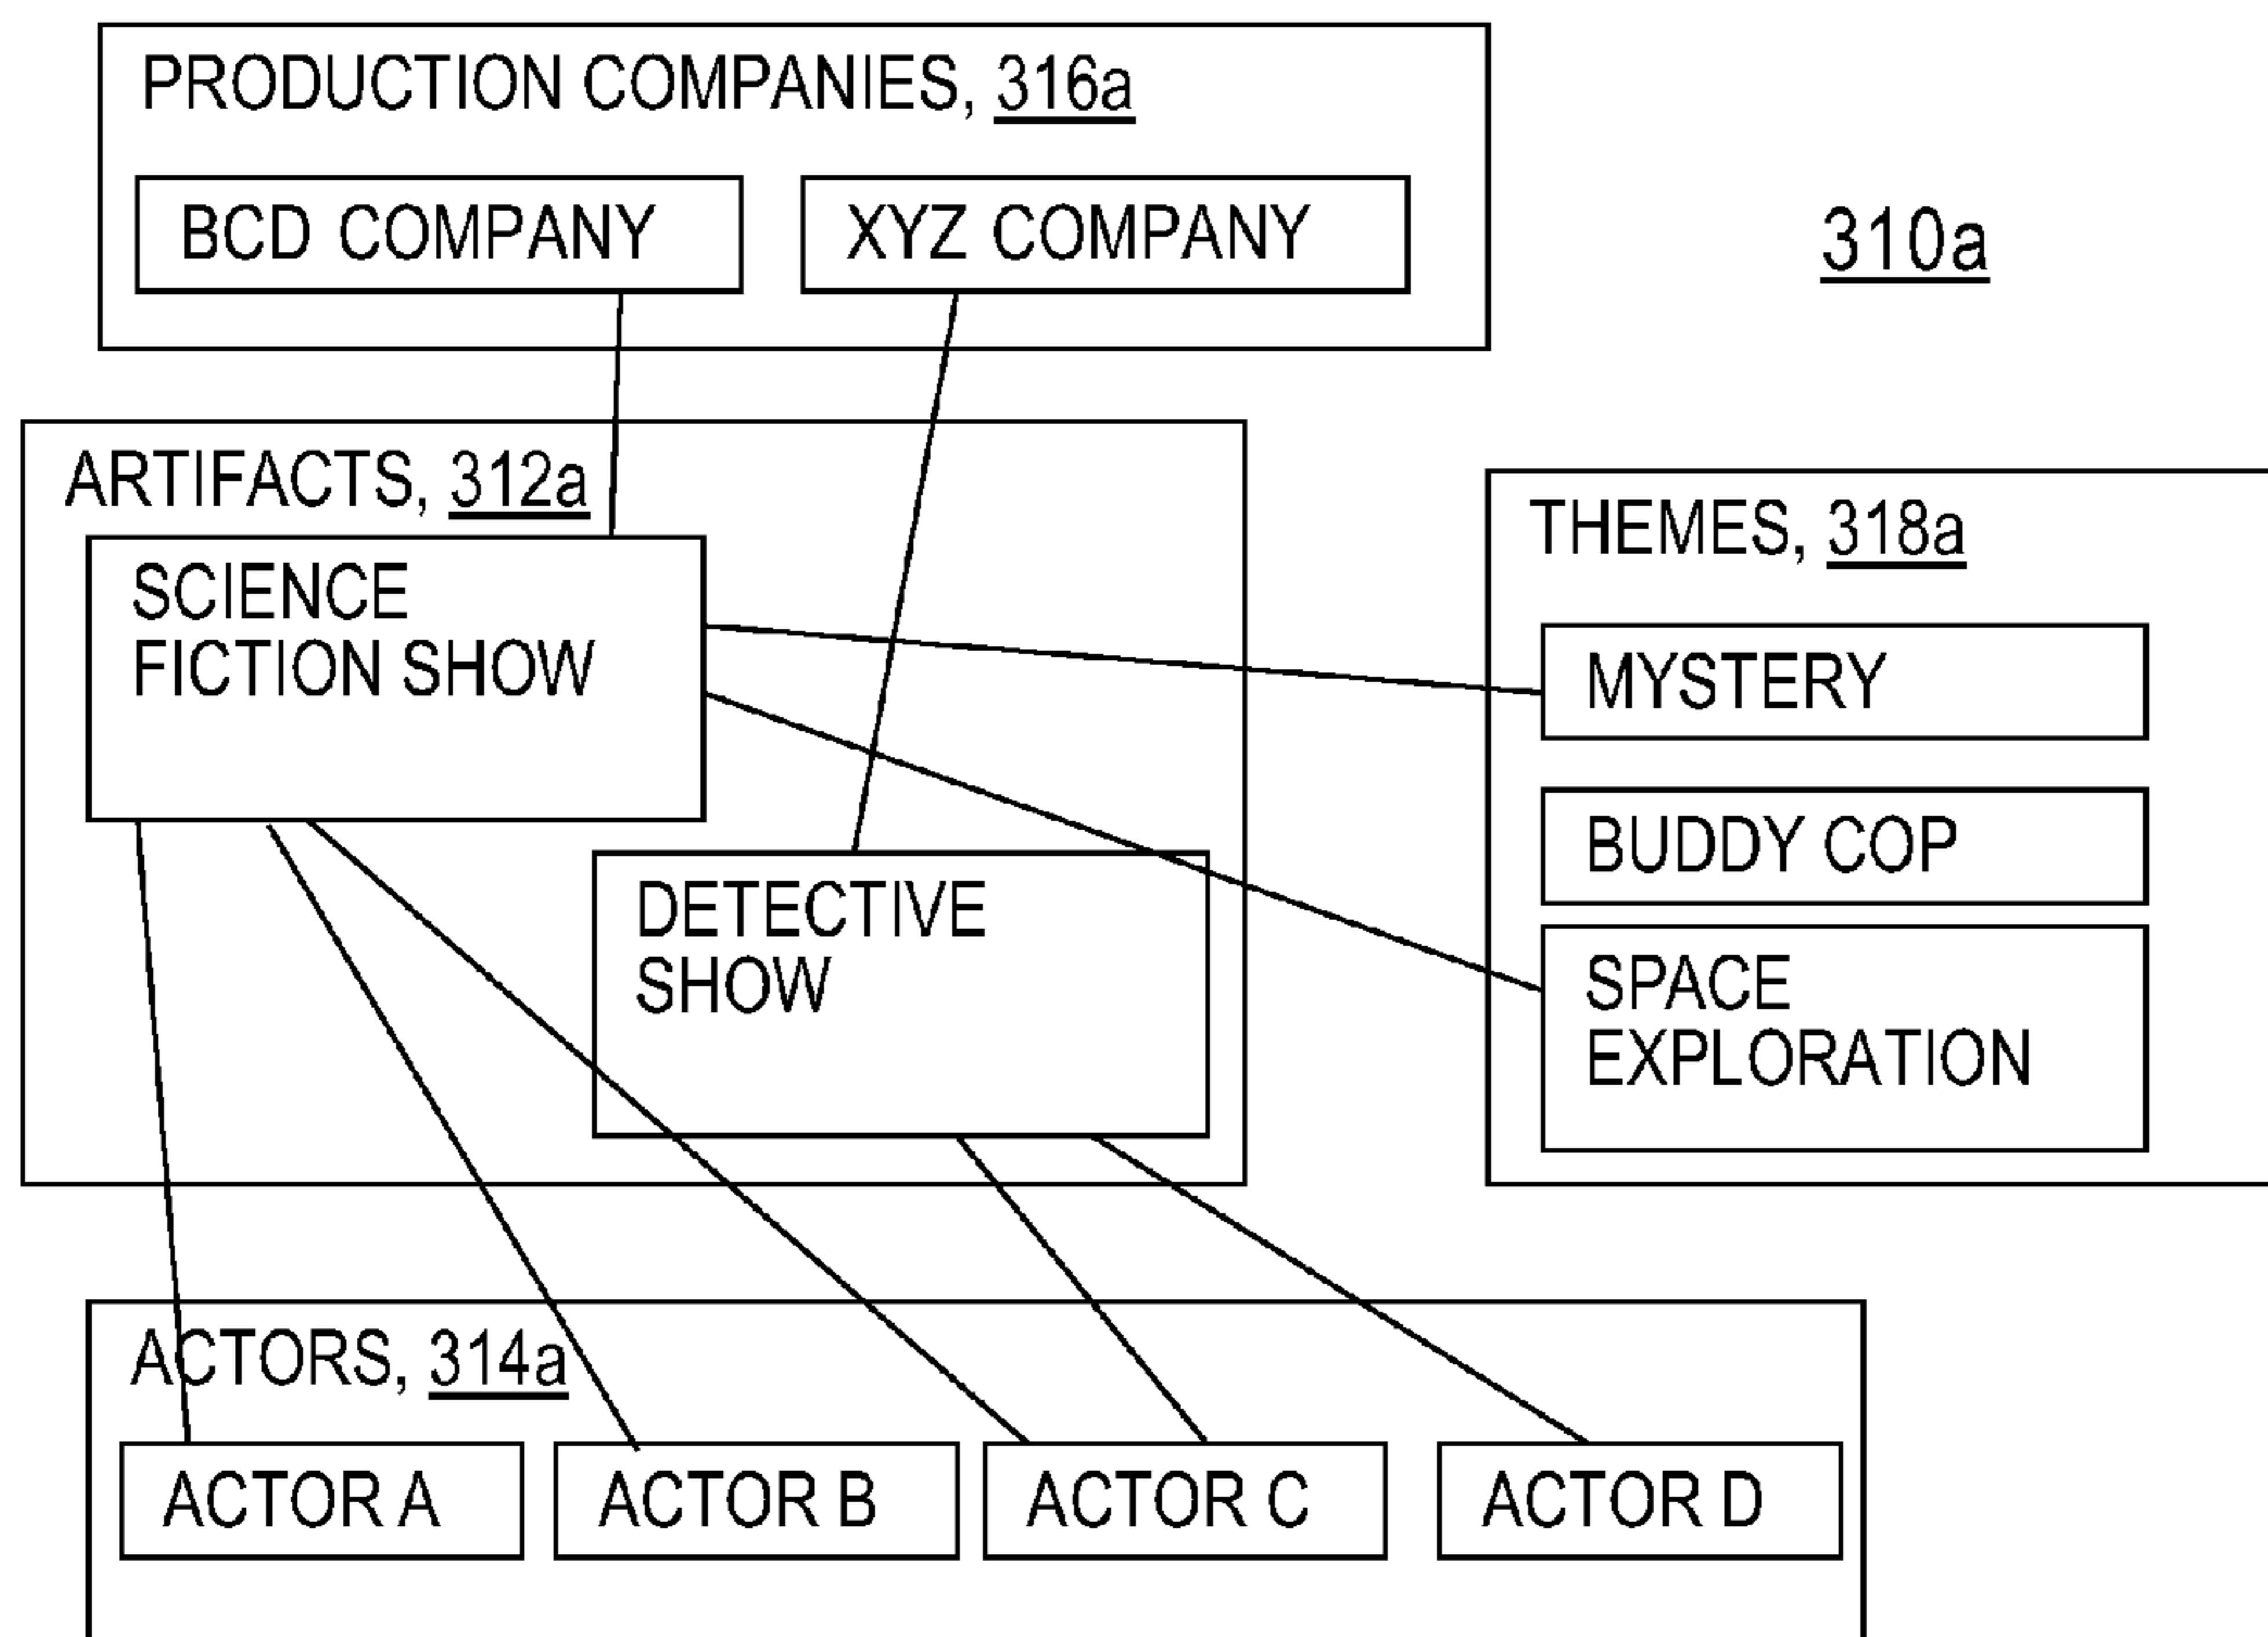 PRODUCTION COMPANIES, 316a
BCD COMPANY
XYZ COMPANY
310a
ARTIFACTS, 312a
SCIENCE
FICTION SHOW
DETECTIVE
SHOW
THEMES, 318a
MYSTERY
BUDDY COP
SPACE
EXPLORATION
ACTORS, 314a
ACTOR A
ACTOR B
ACTOR C
ACTOR D